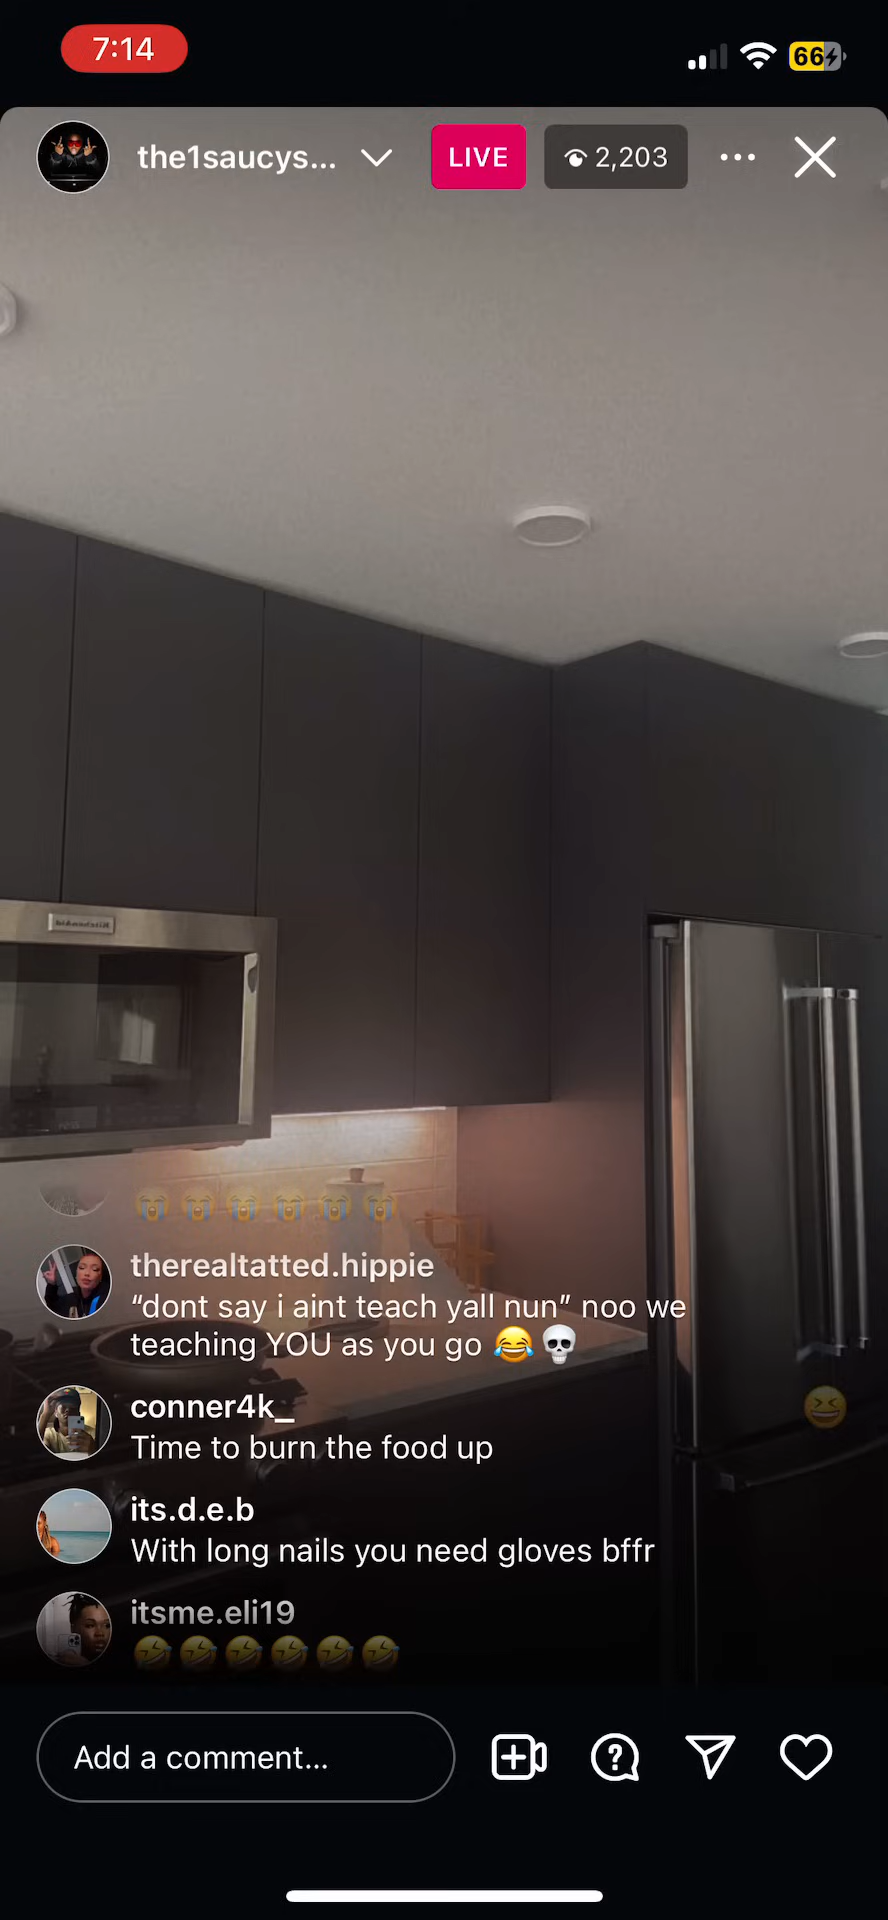 7:14
66
the1saucys...
LIVE
2,203
KitchenAid
😭😭😭😭😭😭
therealtatted.hippie
“dont say i aint teach yall nun” noo we
teaching YOU as you go 😂💀
conner4k_
Time to burn the food up
its.d.e.b
With long nails you need gloves bffr
itsme.eli19
🤣🤣🤣🤣🤣🤣
Add a comment...